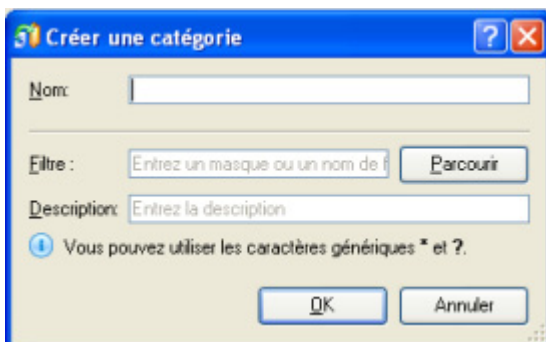 Créer une catégorie
Nom:
Filtre : Entrez un masque ou un nom de f Parcourir
Description: Entrez la description
Vous pouvez utiliser les caractères génériques * et ?.
OK Annuler